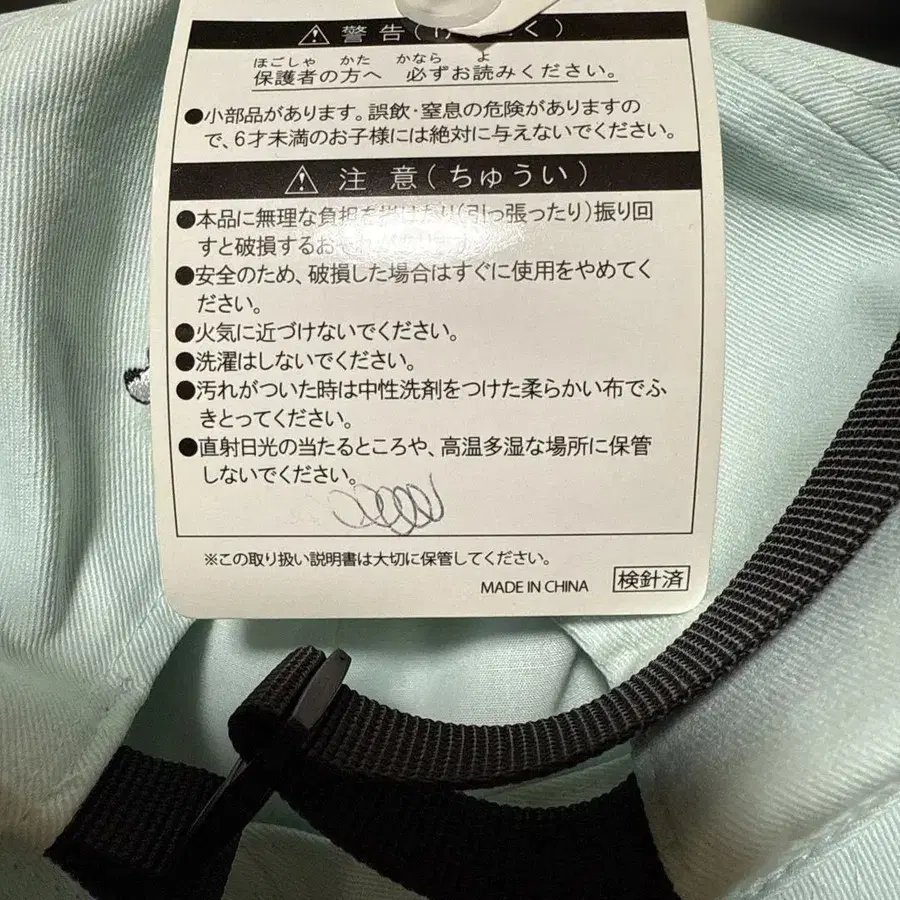 ⚠ 警告(け く)
ほごしゃ かた かなら よ
保護者の方へ 必ずお読みください。
●小部品があります。誤飲・窒息の危険がありますの
で、6才未満のお子様には絶対に与えないでください。
⚠ 注意(ちゅうい)
●本品に無理な負担を掛けたり(引っ張ったり)振り回
すと破損するおそれがあります。
●安全のため、破損した場合はすぐに使用をやめてく
ださい。
●火気に近づけないでください。
●洗濯はしないでください。
●汚れがついた時は中性洗剤をつけた柔らかい布でふ
きとってください。
●直射日光の当たるところや、高温多湿な場所に保管
しないでください。
※この取り扱い説明書は大切に保管してください。
MADE IN CHINA 検針済